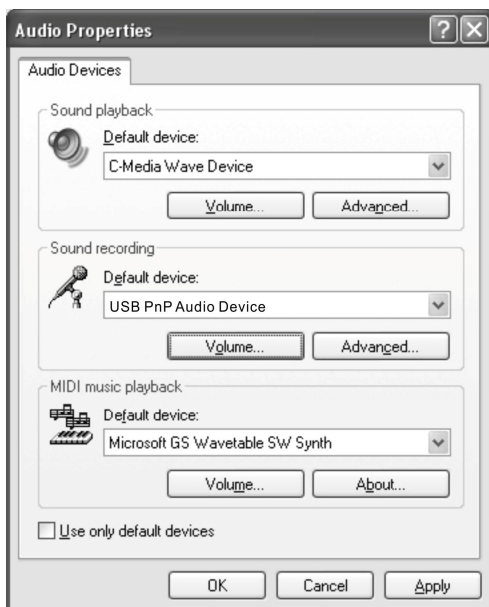 Audio Properties
Audio Devices
Sound playback
Default device:
C-Media Wave Device
Volume... Advanced...
Sound recording
Default device:
USB PnP Audio Device
Volume... Advanced...
MIDI music playback
Default device:
Microsoft GS Wavetable SW Synth
Volume... About...
Use only default devices
OK Cancel Apply